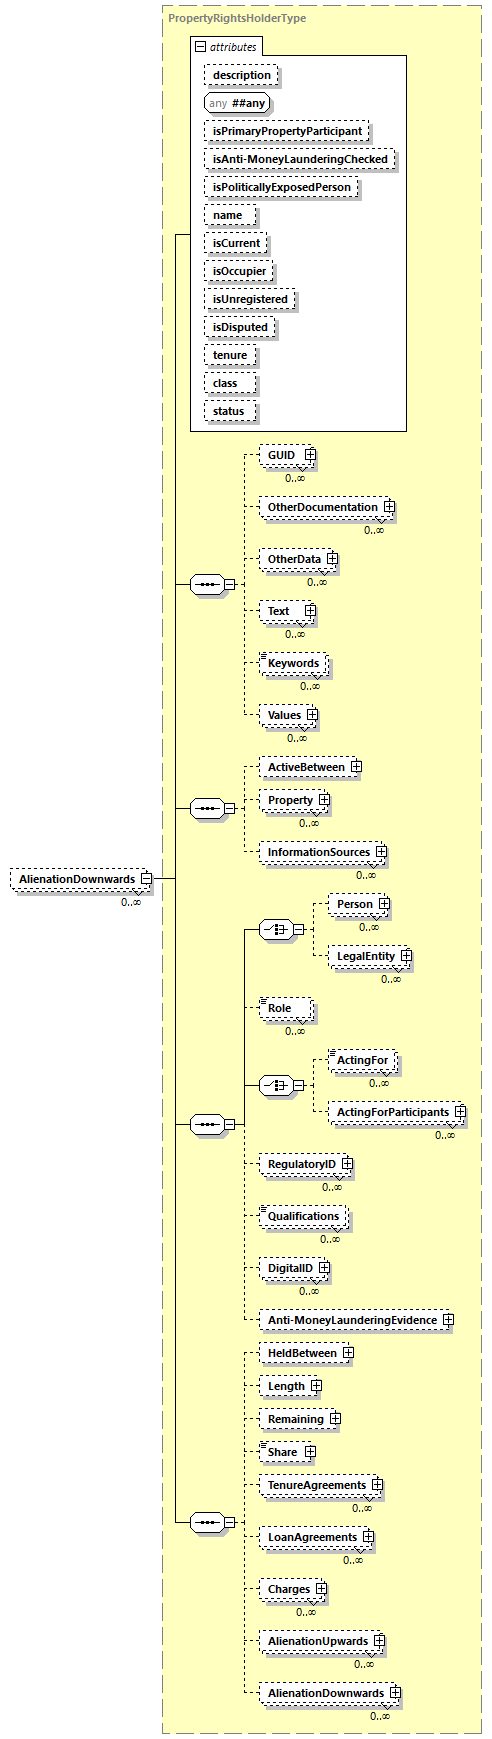 PropertyRightsHolderType
attributes
description
any ##any
isPrimaryPropertyParticipant
isAnti-MoneyLaunderingChecked
isPoliticallyExposedPerson
name
isCurrent
isOccupier
isUnregistered
isDisputed
tenure
class
status
GUID
0..∞
OtherDocumentation
0..∞
OtherData
0..∞
Text
0..∞
Keywords
0..∞
Values
0..∞
ActiveBetween
Property
0..∞
InformationSources
0..∞
AlienationDownwards
0..∞
Person
0..∞
LegalEntity
0..∞
Role
0..∞
ActingFor
0..∞
ActingForParticipants
0..∞
RegulatoryID
0..∞
Qualifications
0..∞
DigitalID
0..∞
Anti-MoneyLaunderingEvidence
HeldBetween
Length
Remaining
Share
TenureAgreements
0..∞
LoanAgreements
0..∞
Charges
0..∞
AlienationUpwards
0..∞
AlienationDownwards
0..∞